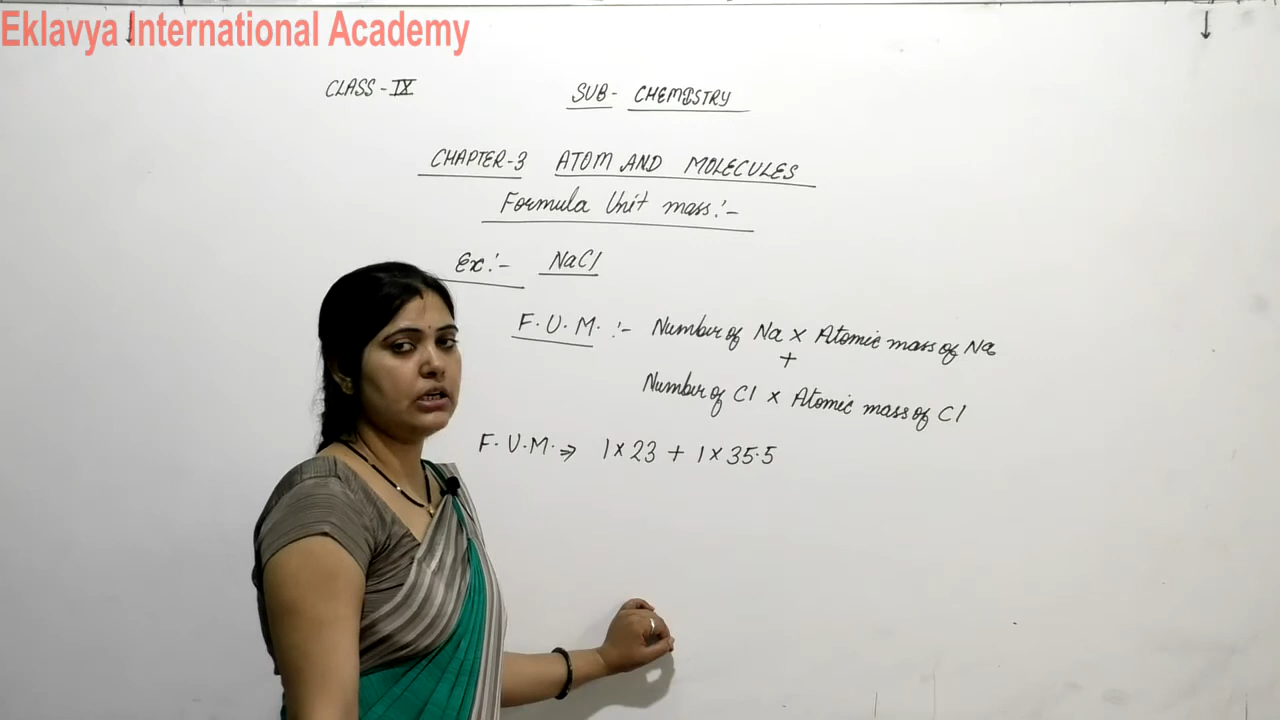 Eklavya International Academy
CLASS - IX SUB- CHEMISTRY
CHAPTER-3 ATOM AND MOLECULES
Formula Unit mass:-
Ex:- NaCl
F.U.M. :- Number of Na x Atomic mass of Na
+
Number of Cl x Atomic mass of Cl
F.U.M. ⇒ 1 x 23 + 1 x 35.5